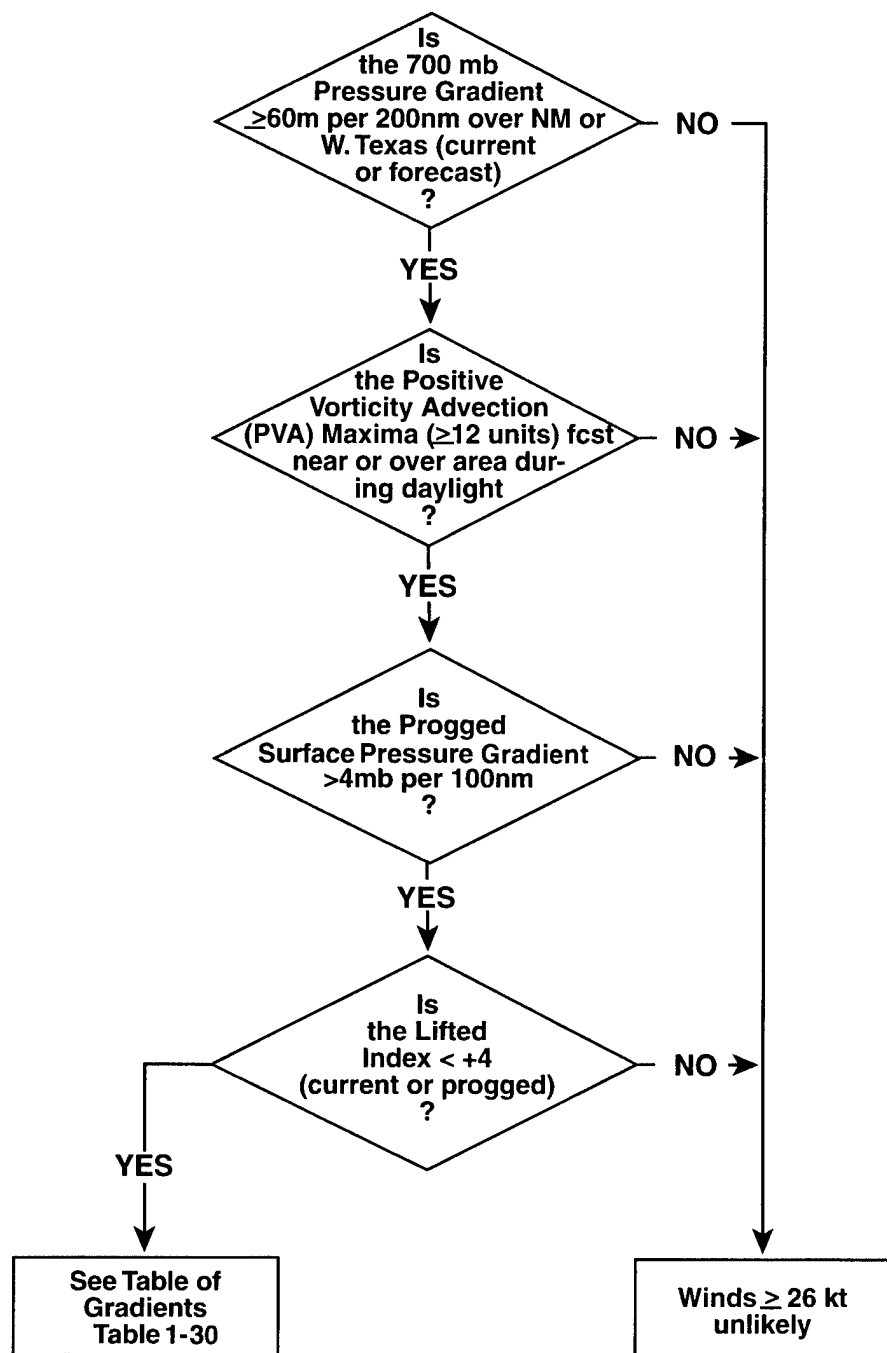 Is
the 700 mb
Pressure Gradient
≥60m per 200nm over NM or
W. Texas (current
or forecast)
?
NO
YES
Is
the Positive
Vorticity Advection
(PVA) Maxima (≥12 units) fcst
near or over area dur-
ing daylight
?
NO
YES
Is
the Progged
Surface Pressure Gradient
>4mb per 100nm
?
NO
YES
Is
the Lifted
Index < +4
(current or progged)
?
NO
YES
See Table of
Gradients
Table 1-30
Winds ≥ 26 kt
unlikely